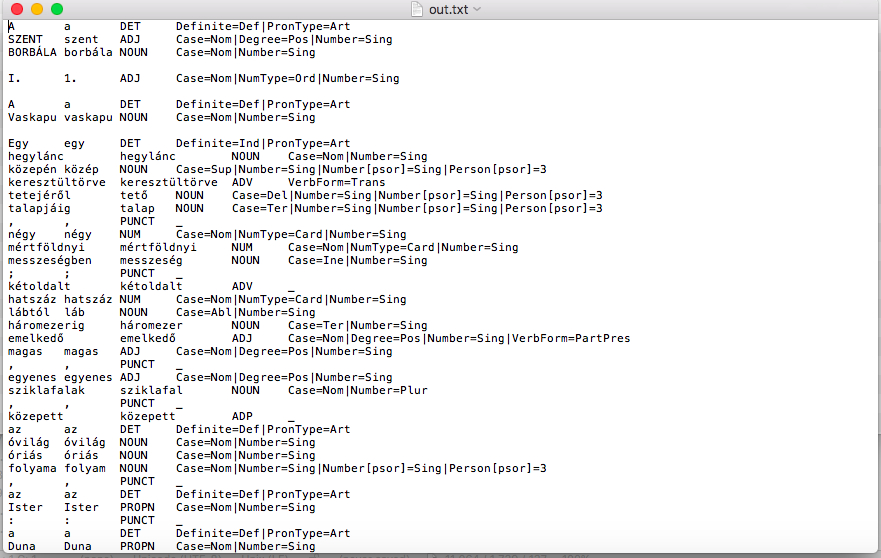 out.txt
A	a	DET	Definite=Def|PronType=Art
SZENT	szent	ADJ	Case=Nom|Degree=Pos|Number=Sing
BORBÁLA	borbála	NOUN	Case=Nom|Number=Sing
I.	1.	ADJ	Case=Nom|NumType=Ord|Number=Sing
A	a	DET	Definite=Def|PronType=Art
Vaskapu	vaskapu	NOUN	Case=Nom|Number=Sing
Egy	egy	DET	Definite=Ind|PronType=Art
hegylánc	hegylánc	NOUN	Case=Nom|Number=Sing
közepén	közép	NOUN	Case=Sup|Number=Sing|Number[psor]=Sing|Person[psor]=3
keresztültörve	keresztültörve	ADV	VerbForm=Trans
tetejéről	tető	NOUN	Case=Del|Number=Sing|Number[psor]=Sing|Person[psor]=3
talapjáig	talap	NOUN	Case=Ter|Number=Sing|Number[psor]=Sing|Person[psor]=3
,	,	PUNCT	_
négy	négy	NUM	Case=Nom|NumType=Card|Number=Sing
mértföldnyi	mértföldnyi	NUM	Case=Nom|NumType=Card|Number=Sing
messzeségben	messzeség	NOUN	Case=Ine|Number=Sing
;	;	PUNCT	_
kétoldalt	kétoldalt	ADV	_
hatszáz	hatszáz	NUM	Case=Nom|NumType=Card|Number=Sing
lábtól	láb	NOUN	Case=Abl|Number=Sing
háromezerig	háromezer	NOUN	Case=Ter|Number=Sing
emelkedő	emelkedő	ADJ	Case=Nom|Degree=Pos|Number=Sing|VerbForm=PartPres
magas	magas	ADJ	Case=Nom|Degree=Pos|Number=Sing
,	,	PUNCT	_
egyenes	egyenes	ADJ	Case=Nom|Degree=Pos|Number=Sing
sziklafalak	sziklafal	NOUN	Case=Nom|Number=Plur
,	,	PUNCT	_
közepett	közepett	ADP	_
az	az	DET	Definite=Def|PronType=Art
óvilág	óvilág	NOUN	Case=Nom|Number=Sing
óriás	óriás	NOUN	Case=Nom|Number=Sing
folyama	folyam	NOUN	Case=Nom|Number=Sing|Number[psor]=Sing|Person[psor]=3
,	,	PUNCT	_
az	az	DET	Definite=Def|PronType=Art
Ister	Ister	PROPN	Case=Nom|Number=Sing
:	:	PUNCT	_
a	a	DET	Definite=Def|PronType=Art
Duna	Duna	PROPN	Case=Nom|Number=Sing